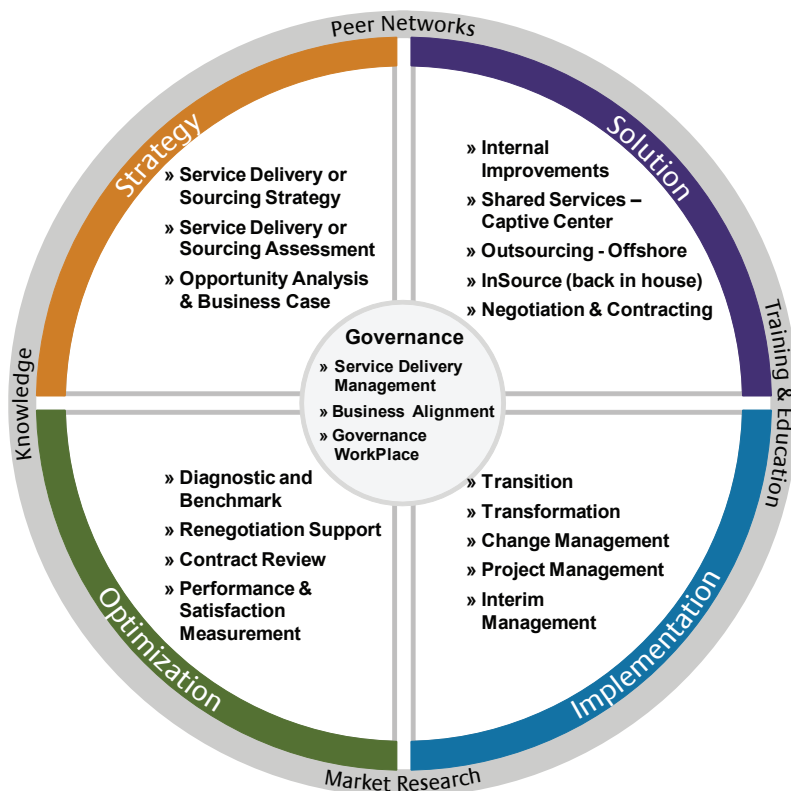 Peer Networks
Strategy
» Service Delivery or
Sourcing Strategy
» Service Delivery or
Sourcing Assessment
» Opportunity Analysis
& Business Case
Solution
» Internal
Improvements
» Shared Services –
Captive Center
» Outsourcing - Offshore
» InSource (back in house)
» Negotiation & Contracting
Knowledge
Training & Education
Governance
» Service Delivery
Management
» Business Alignment
» Governance
WorkPlace
Optimization
» Diagnostic and
Benchmark
» Renegotiation Support
» Contract Review
» Performance &
Satisfaction
Measurement
Implementation
» Transition
» Transformation
» Change Management
» Project Management
» Interim
Management
Market Research